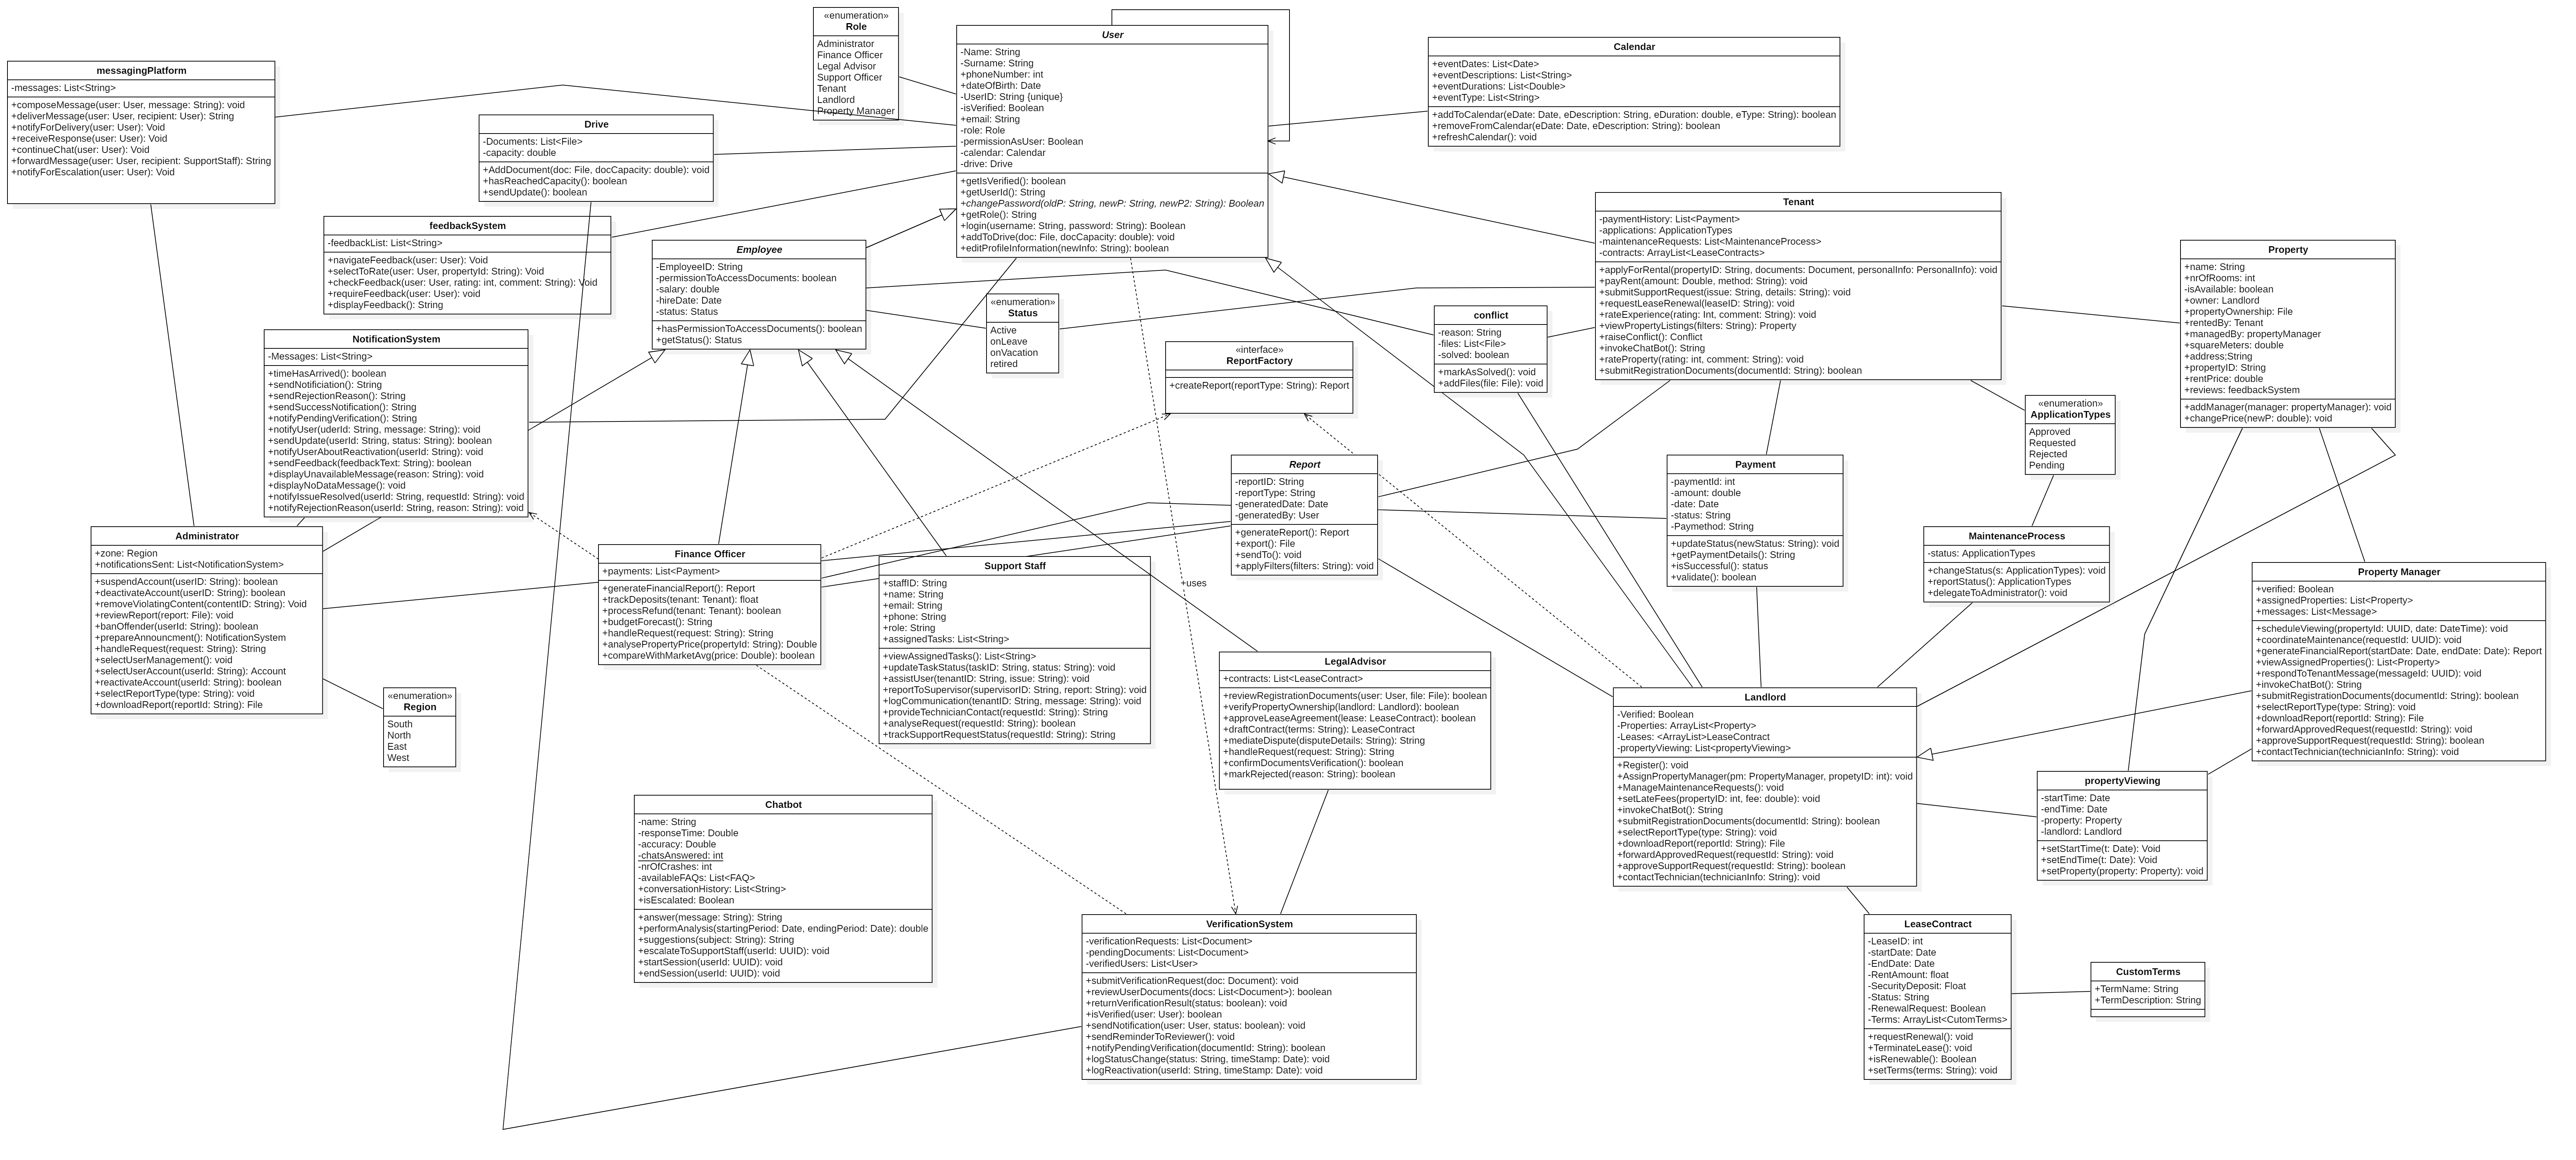 «enumeration»
Role
Administrator
Finance Officer
Legal Advisor
Support Officer
Tenant
Landlord
Property Manager
User
-Name: String
-Surname: String
+phoneNumber: int
+dateOfBirth: Date
-UserID: String {unique}
-isVerified: Boolean
+email: String
-role: Role
-permissionAsUser: Boolean
-calendar: Calendar
-drive: Drive
+getIsVerified(): boolean
+getUserId(): String
+changePassword(oldP: String, newP: String, newP2: String): Boolean
+getRole(): String
+login(username: String, password: String): Boolean
+addToDrive(doc: File, docCapacity: double): void
+editProfileInformation(newInfo: String): boolean
Calendar
+eventDates: List<Date>
+eventDescriptions: List<String>
+eventDurations: List<Double>
+eventType: List<String>
+addToCalendar(eDate: Date, eDescription: String, eDuration: double, eType: String): boolean
+removeFromCalendar(eDate: Date, eDescription: String): boolean
+refreshCalendar(): void
messagingPlatform
-messages: List<String>
+composeMessage(user: User, message: String): void
+deliverMessage(user: User, recipient: User): String
+notifyForDelivery(user: User): Void
+receiveResponse(user: User): Void
+continueChat(user: User): Void
+forwardMessage(user: User, recipient: SupportStaff): String
+notifyForEscalation(user: User): Void
Drive
-Documents: List<File>
-capacity: double
+AddDocument(doc: File, docCapacity: double): void
+hasReachedCapacity(): boolean
+sendUpdate(): boolean
feedbackSystem
-feedbackList: List<String>
+navigateFeedback(user: User): Void
+selectToRate(user: User, propertyId: String): Void
+checkFeedback(user: User, rating: int, comment: String): Void
+requireFeedback(user: User): void
+displayFeedback(): String
Employee
-EmployeeID: String
-permissionToAccessDocuments: boolean
-salary: double
-hireDate: Date
-status: Status
+hasPermissionToAccessDocuments(): boolean
+getStatus(): Status
Tenant
-paymentHistory: List<Payment>
-applications: ApplicationTypes
-maintenanceRequests: List<MaintenanceProcess>
-contracts: ArrayList<LeaseContracts>
+applyForRental(propertyID: String, documents: Document, personalInfo: PersonalInfo): void
+payRent(amount: Double, method: String): void
+submitSupportRequest(issue: String, details: String): void
+requestLeaseRenewal(leaseID: String): void
+rateExperience(rating: Int, comment: String): void
+viewPropertyListings(filters: String): Property
+raiseConflict(): Conflict
+invokeChatBot(): String
+rateProperty(rating: int, comment: String): void
+submitRegistrationDocuments(documentId: String): boolean
Property
+name: String
+nrOfRooms: int
-isAvailable: boolean
+owner: Landlord
+propertyOwnership: File
+rentedBy: Tenant
+managedBy: propertyManager
+squareMeters: double
+address;String
+propertyID: String
+rentPrice: double
+reviews: feedbackSystem
+addManager(manager: propertyManager): void
+changePrice(newP: double): void
«enumeration»
Status
Active
onLeave
onVacation
retired
conflict
-reason: String
-files: List<File>
-solved: boolean
+markAsSolved(): void
+addFiles(file: File): void
NotificationSystem
-Messages: List<String>
+timeHasArrived(): boolean
+sendNotificiation(): String
+sendRejectionReason(): String
+sendSuccessNotification(): String
+notifyPendingVerification(): String
+notifyUser(uderId: String, message: String): void
+sendUpdate(userId: String, status: String): boolean
+notifyUserAboutReactivation(userId: String): void
+sendFeedback(feedbackText: String): boolean
+displayUnavailableMessage(reason: String): void
+displayNoDataMessage(): void
+notifyIssueResolved(userId: String, requestId: String): void
+notifyRejectionReason(userId: String, reason: String): void
«interface»
ReportFactory
+createReport(reportType: String): Report
«enumeration»
ApplicationTypes
Approved
Requested
Rejected
Pending
Report
-reportID: String
-reportType: String
-generatedDate: Date
-generatedBy: User
+generateReport(): Report
+export(): File
+sendTo(): void
+applyFilters(filters: String): void
Payment
-paymentId: int
-amount: double
-date: Date
-status: String
-Paymethod: String
+updateStatus(newStatus: String): void
+getPaymentDetails(): String
+isSuccessful(): status
+validate(): boolean
MaintenanceProcess
-status: ApplicationTypes
+changeStatus(s: ApplicationTypes): void
+reportStatus(): ApplicationTypes
+delegateToAdministrator(): void
Administrator
+zone: Region
+notificationsSent: List<NotificationSystem>
+suspendAccount(userID: String): boolean
+deactivateAccount(userID: String): boolean
+removeViolatingContent(contentID: String): Void
+reviewReport(report: File): void
+banOffender(userId: String): boolean
+prepareAnnouncment(): NotificationSystem
+handleRequest(request: String): String
+selectUserManagement(): void
+selectUserAccount(userId: String): Account
+reactivateAccount(userId: String): boolean
+selectReportType(type: String): void
+downloadReport(reportId: String): File
Finance Officer
+payments: List<Payment>
+generateFinancialReport(): Report
+trackDeposits(tenant: Tenant): float
+processRefund(tenant: Tenant): boolean
+budgetForecast(): String
+handleRequest(request: String): String
+analysePropertyPrice(propertyId: String): Double
+compareWithMarketAvg(price: Double): boolean
Support Staff
+staffID: String
+name: String
+email: String
+phone: String
+role: String
+assignedTasks: List<String>
+viewAssignedTasks(): List<String>
+updateTaskStatus(taskID: String, status: String): void
+assistUser(tenantID: String, issue: String): void
+reportToSupervisor(supervisorID: String, report: String): void
+logCommunication(tenantID: String, message: String): void
+provideTechnicianContact(requestId: String): String
+analyseRequest(requestId: String): boolean
+trackSupportRequestStatus(requestId: String): String
+uses
Property Manager
+verified: Boolean
+assignedProperties: List<Property>
+messages: List<Message>
+scheduleViewing(propertyId: UUID, date: DateTime): void
+coordinateMaintenance(requestId: UUID): void
+generateFinancialReport(startDate: Date, endDate: Date): Report
+viewAssignedProperties(): List<Property>
+respondToTenantMessage(messageId: UUID): void
+invokeChatBot(): String
+submitRegistrationDocuments(documentId: String): boolean
+selectReportType(type: String): void
+downloadReport(reportId: String): File
+forwardApprovedRequest(requestId: String): void
+approveSupportRequest(requestId: String): boolean
+contactTechnician(technicianInfo: String): void
LegalAdvisor
+contracts: List<LeaseContract>
+reviewRegistrationDocuments(user: User, file: File): boolean
+verifyPropertyOwnership(landlord: Landlord): boolean
+approveLeaseAgreement(lease: LeaseContract): boolean
+draftContract(terms: String): LeaseContract
+mediateDispute(disputeDetails: String): String
+handleRequest(request: String): String
+confirmDocumentsVerification(): boolean
+markRejected(reason: String): boolean
«enumeration»
Region
South
North
East
West
Landlord
-Verified: Boolean
-Properties: ArrayList<Property>
-Leases: <ArrayList>LeaseContract
-propertyViewing: List<propertyViewing>
+Register(): void
+AssignPropertyManager(pm: PropertyManager, propetyID: int): void
+ManageMaintenanceRequests(): void
+setLateFees(propertyID: int, fee: double): void
+invokeChatBot(): String
+submitRegistrationDocuments(documentId: String): boolean
+selectReportType(type: String): void
+downloadReport(reportId: String): File
+forwardApprovedRequest(requestId: String): void
+approveSupportRequest(requestId: String): boolean
+contactTechnician(technicianInfo: String): void
propertyViewing
-startTime: Date
-endTime: Date
-property: Property
-landlord: Landlord
+setStartTime(t: Date): Void
+setEndTime(t: Date): Void
+setProperty(property: Property): void
Chatbot
-name: String
-responseTime: Double
-accuracy: Double
-chatsAnswered: int
-nrOfCrashes: int
-availableFAQs: List<FAQ>
+conversationHistory: List<String>
+isEscalated: Boolean
+answer(message: String): String
+performAnalysis(startingPeriod: Date, endingPeriod: Date): double
+suggestions(subject: String): String
+escalateToSupportStaff(userId: UUID): void
+startSession(userId: UUID): void
+endSession(userId: UUID): void
VerificationSystem
-verificationRequests: List<Document>
-pendingDocuments: List<Document>
-verifiedUsers: List<User>
+submitVerificationRequest(doc: Document): void
+reviewUserDocuments(docs: List<Document>): boolean
+returnVerificationResult(status: boolean): void
+isVerified(user: User): boolean
+sendNotification(user: User, status: boolean): void
+sendReminderToReviewer(): void
+notifyPendingVerification(documentId: String): boolean
+logStatusChange(status: String, timeStamp: Date): void
+logReactivation(userId: String, timeStamp: Date): void
LeaseContract
-LeaseID: int
-startDate: Date
-EndDate: Date
-RentAmount: float
-SecurityDeposit: Float
-Status: String
-RenewalRequest: Boolean
-Terms: ArrayList<CutomTerms>
+requestRenewal(): void
+TerminateLease(): void
+isRenewable(): Boolean
+setTerms(terms: String): void
CustomTerms
+TermName: String
+TermDescription: String